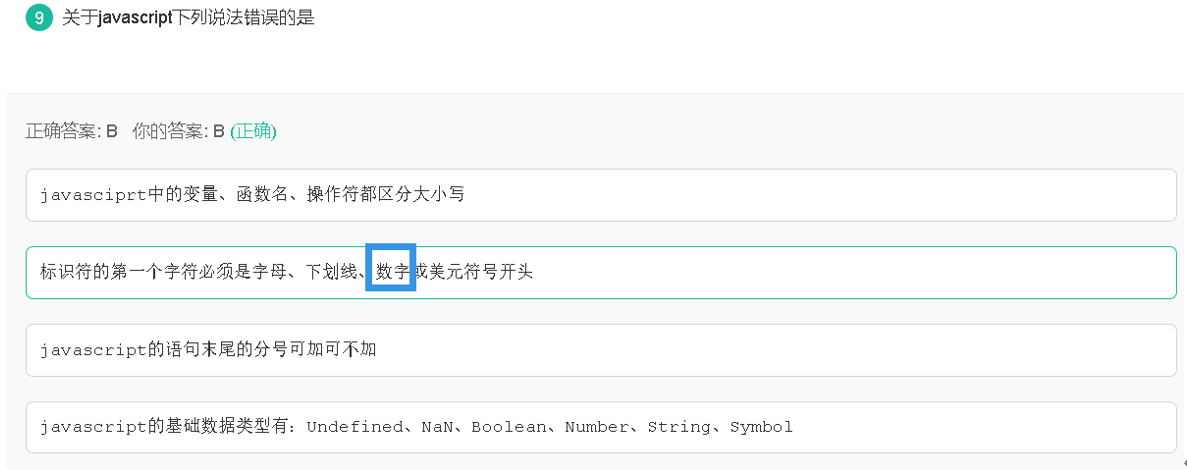 9 关于javascript下列说法错误的是
正确答案: B 你的答案: B (正确)
javasciprt中的变量、函数名、操作符都区分大小写
标识符的第一个字符必须是字母、下划线、数字或美元符号开头
javascript的语句末尾的分号可加可不加
javascript的基础数据类型有: Undefined、NaN、Boolean、Number、String、Symbol